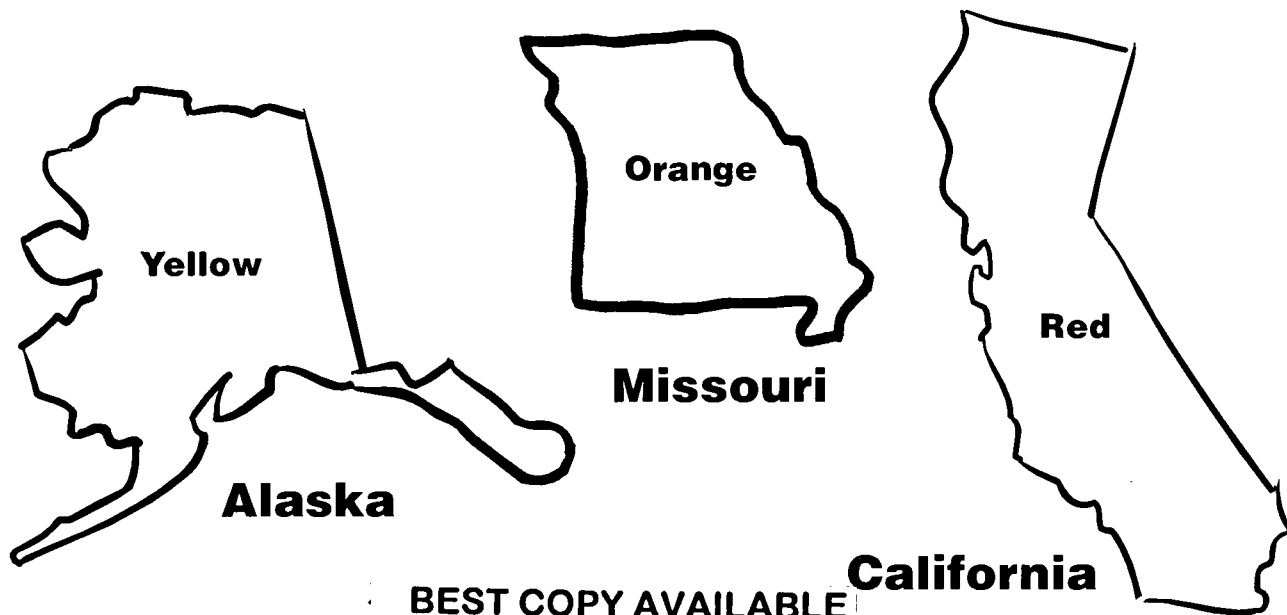 Yellow
Alaska
Orange
Missouri
Red
California
BEST COPY AVAILABLE